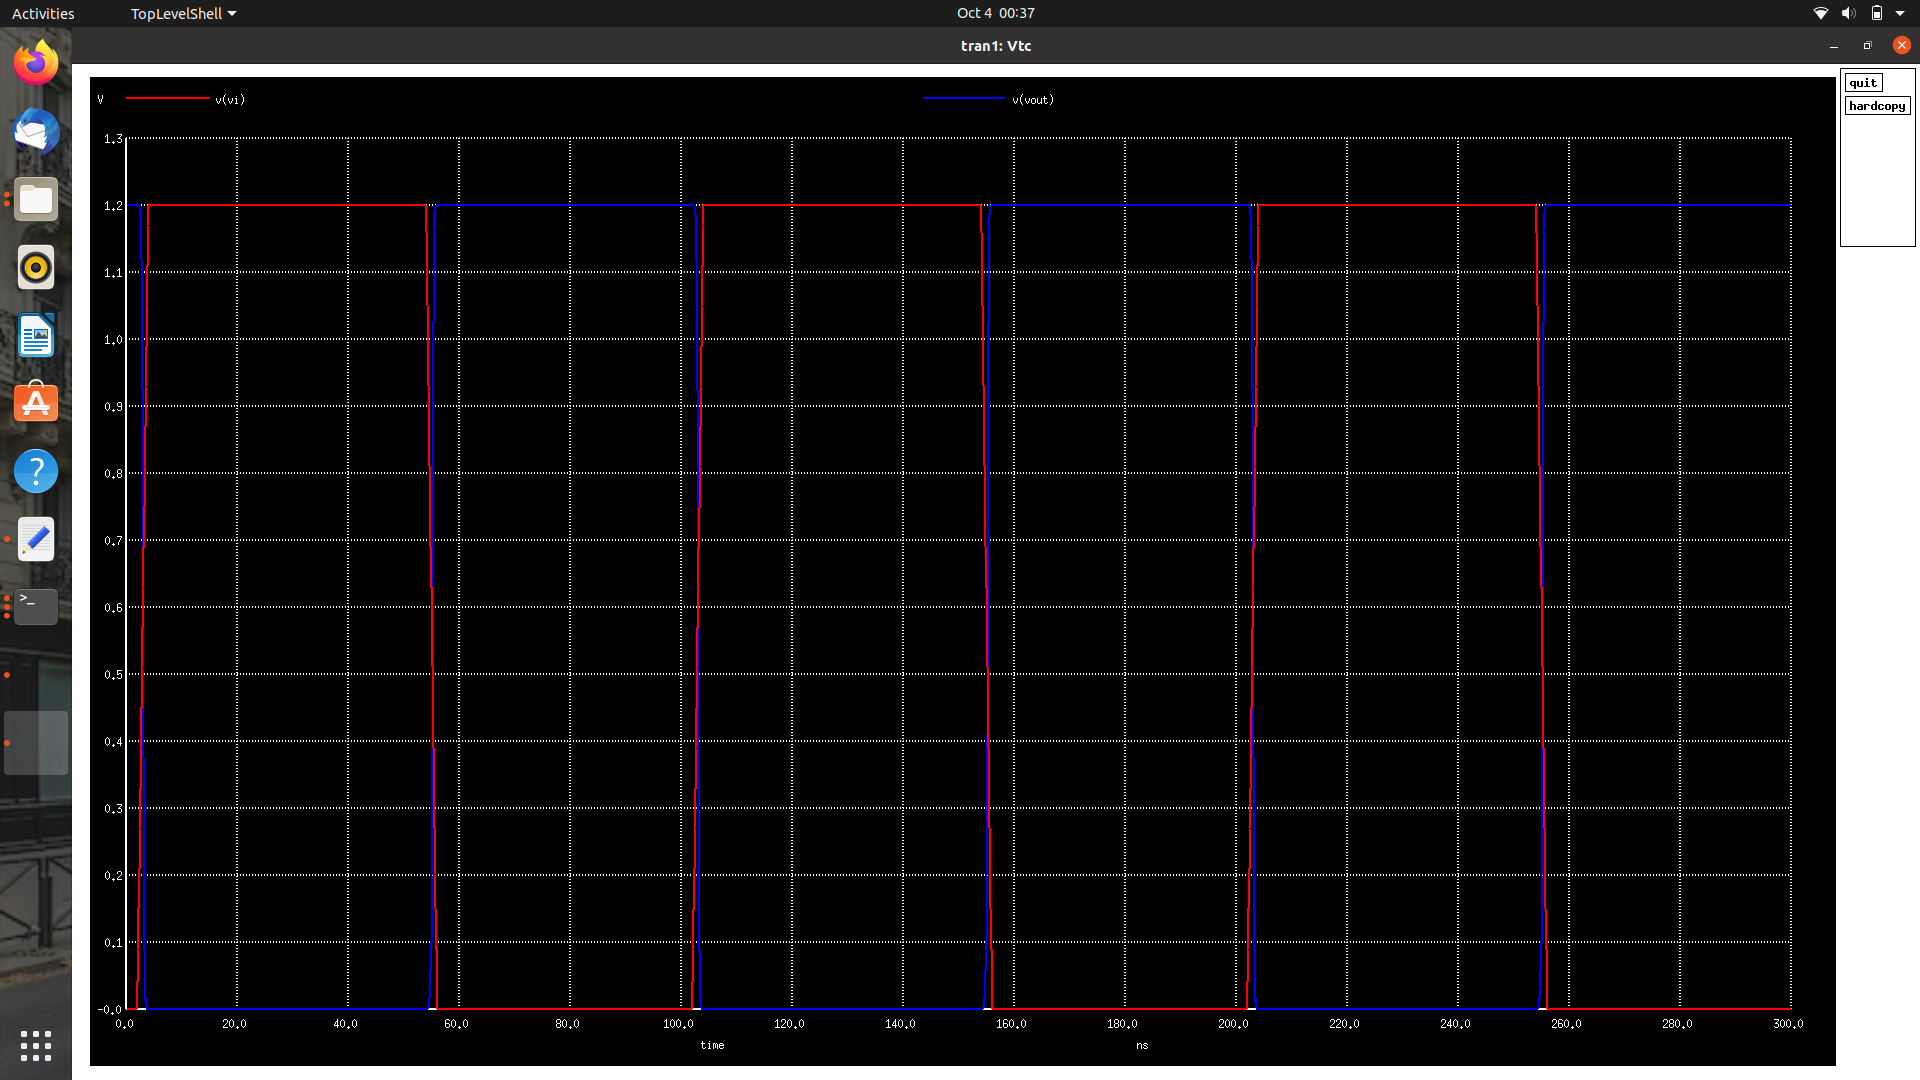 Activities TopLevelShell Oct 4 00:37
tran1: Vtc
quit
hardcopy
V v(vi) v(vout)
1.3
1.2
1.1
1.0
0.9
0.8
0.7
0.6
0.5
0.4
0.3
0.2
0.1
-0.0
0.0 20.0 40.0 60.0 80.0 100.0 120.0 140.0 160.0 180.0 200.0 220.0 240.0 260.0 280.0 300.0
time ns